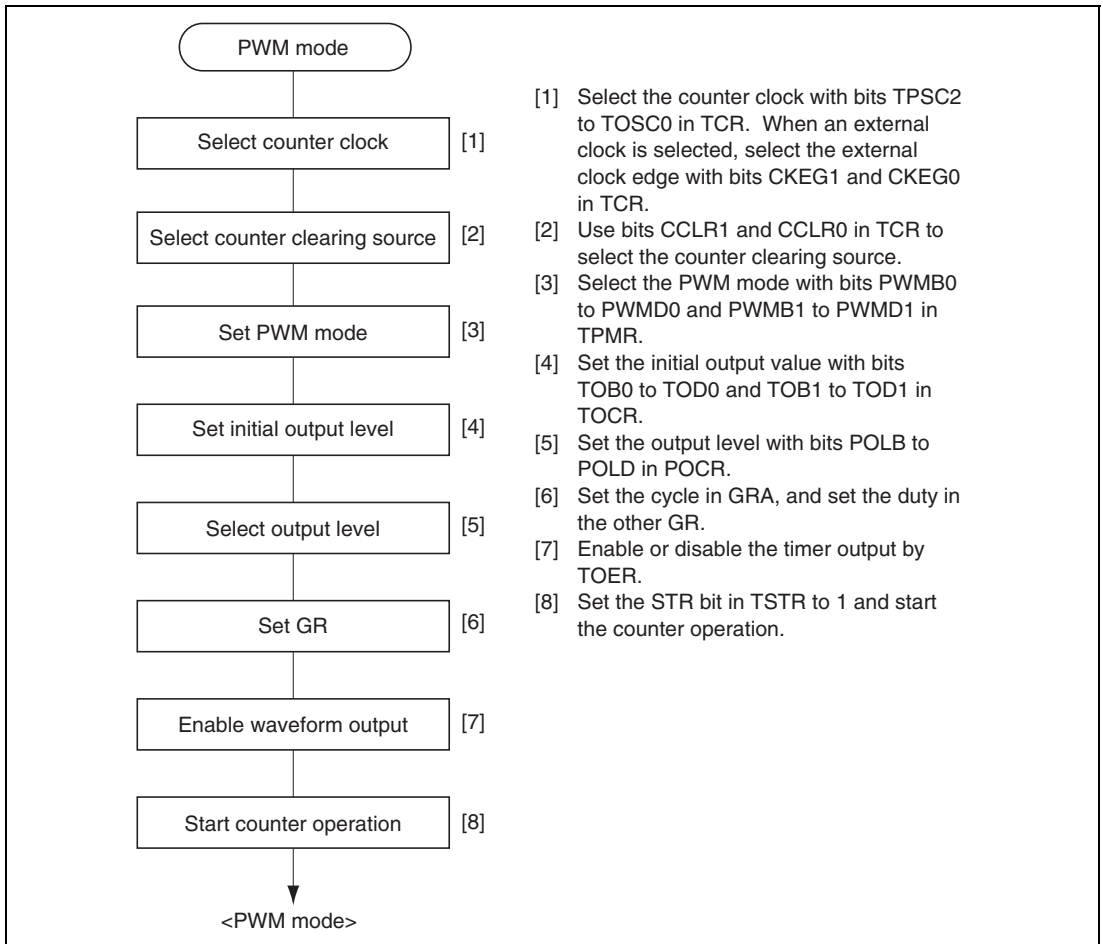 PWM mode
Select counter clock [1]
Select counter clearing source [2]
Set PWM mode [3]
Set initial output level [4]
Select output level [5]
Set GR [6]
Enable waveform output [7]
Start counter operation [8]
<PWM mode>
[1] Select the counter clock with bits TPSC2
to TOSC0 in TCR. When an external
clock is selected, select the external
clock edge with bits CKEG1 and CKEG0
in TCR.
[2] Use bits CCLR1 and CCLR0 in TCR to
select the counter clearing source.
[3] Select the PWM mode with bits PWMB0
to PWMD0 and PWMB1 to PWMD1 in
TPMR.
[4] Set the initial output value with bits
TOB0 to TOD0 and TOB1 to TOD1 in
TOCR.
[5] Set the output level with bits POLB to
POLD in POCR.
[6] Set the cycle in GRA, and set the duty in
the other GR.
[7] Enable or disable the timer output by
TOER.
[8] Set the STR bit in TSTR to 1 and start
the counter operation.